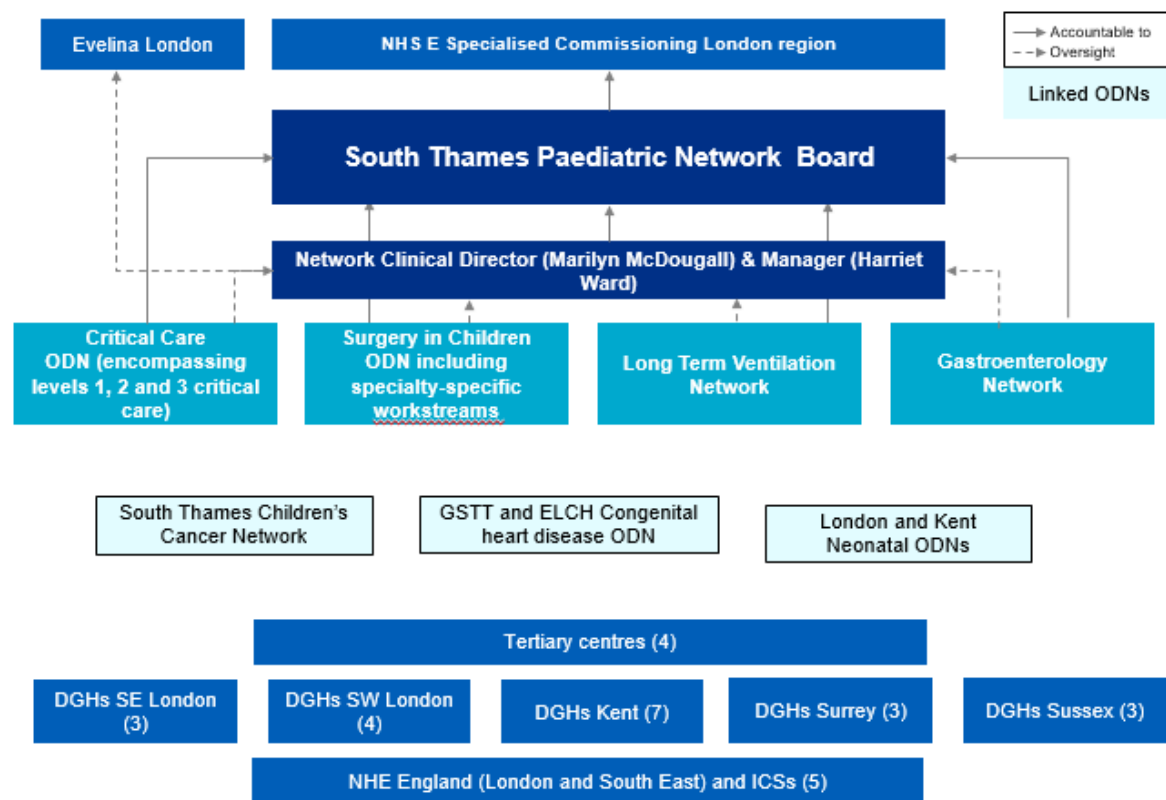 Evelina London
NHS E Specialised Commissioning London region
Accountable to
Oversight
Linked ODNs
South Thames Paediatric Network Board
Network Clinical Director (Marilyn McDougall) & Manager (Harriet
Ward)
Critical Care
ODN (encompassing
levels 1, 2 and 3 critical
care)
Surgery in Children
ODN including
specialty-specific
workstreams
Long Term Ventilation
Network
Gastroenterology
Network
South Thames Children's
Cancer Network
GSTT and ELCH Congenital
heart disease ODN
London and Kent
Neonatal ODNs
Tertiary centres (4)
DGHs SE London
(3)
DGHs SW London
(4)
DGHs Kent (7)
DGHs Surrey (3)
DGHs Sussex (3)
NHE England (London and South East) and ICSs (5)